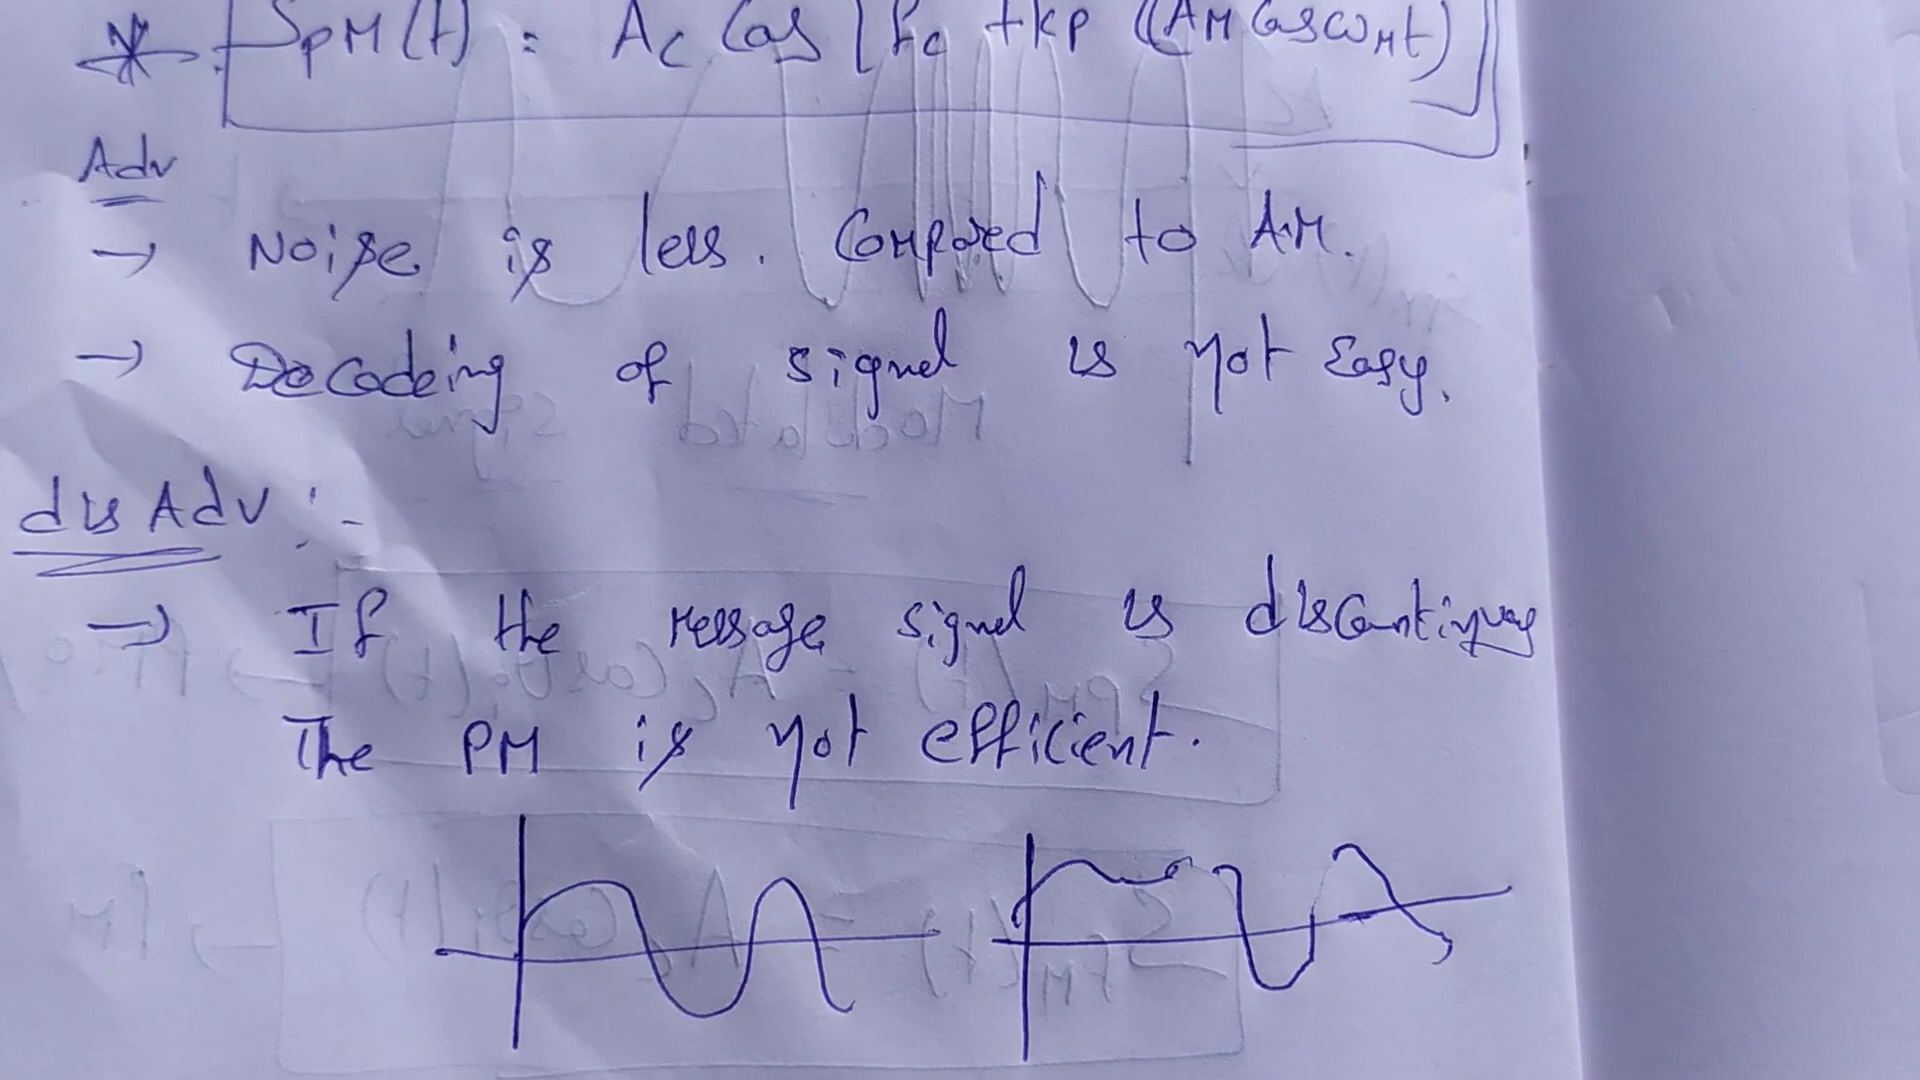 * SPM(t) = AC Cos [fc + kp ((AM Cos ωMt)]
Adv
→ Noise is less. Compared to A.M.
→ Decodeing of signal is not Easy.
dis Adv :-
→ If the message signal is discontinuous
The PM is not efficient.